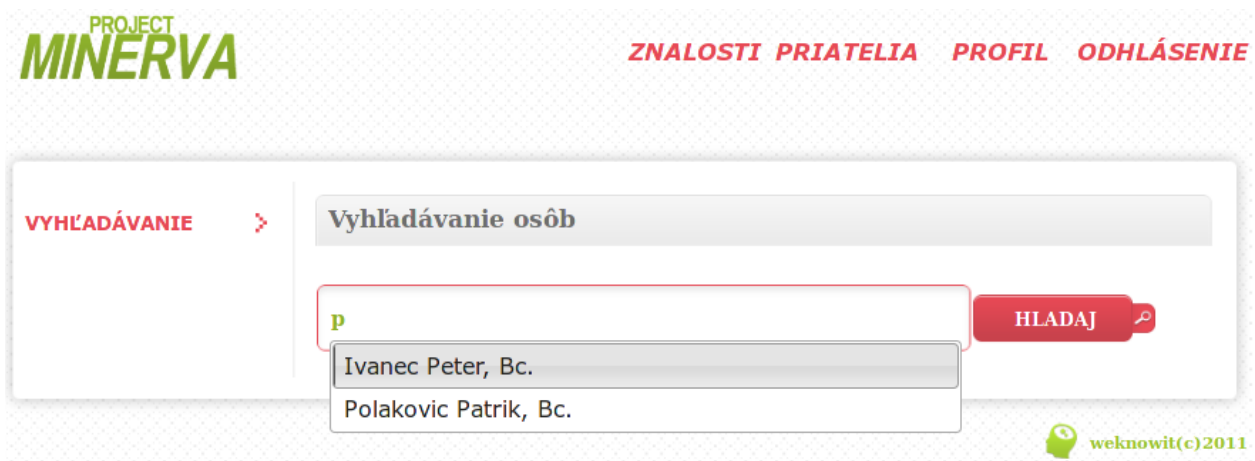 PROJECT
MINERVA
ZNALOSTI PRIATELIA PROFIL ODHLÁSENIE
VYHĽADÁVANIE
Vyhľadávanie osôb
p
HLADAJ
Ivanec Peter, Bc.
Polakovic Patrik, Bc.
weknowit(c)2011